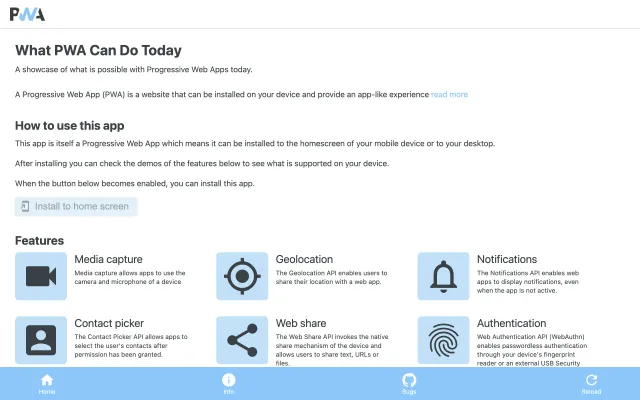 PWA
What PWA Can Do Today
A showcase of what is possible with Progressive Web Apps today.
A Progressive Web App (PWA) is a website that can be installed on your device and provide an app-like experience read more
How to use this app
This app is itself a Progressive Web App which means it can be installed to the homescreen of your mobile device or to your desktop.
After installing you can check the demos of the features below to see what is supported on your device.
When the button below becomes enabled, you can install this app.
Install to home screen
Features
Media capture
Media capture allows apps to use the
camera and microphone of a device
Geolocation
The Geolocation API enables users to
share their location with a web app.
Notifications
The Notifications API enables web
apps to display notifications, even
when the app is not active.
Contact picker
The Contact Picker API allows apps to
select the user's contacts after
permission has been granted.
Web share
The Web Share API invokes the native
share mechanism of the device and
allows users to share text, URLs or
files.
Authentication
Web Authentication API (WebAuthn)
enables passwordless authentication
through your device's fingerprint
reader or an external USB Security
Home
Info
Bugs
Reload